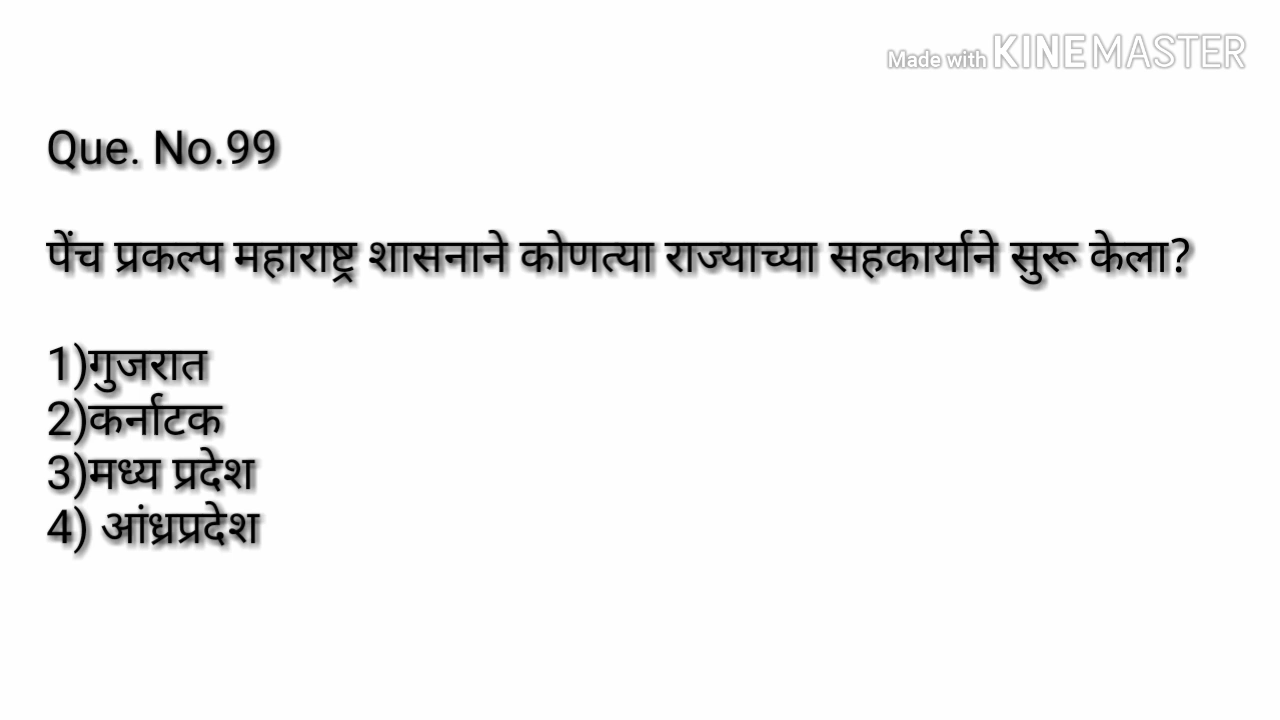 Made with KINEMASTER
Que. No.99
पेंच प्रकल्प महाराष्ट्र शासनाने कोणत्या राज्याच्या सहकार्याने सुरू केला?
1)गुजरात
2)कर्नाटक
3)मध्य प्रदेश
4) आंध्रप्रदेश